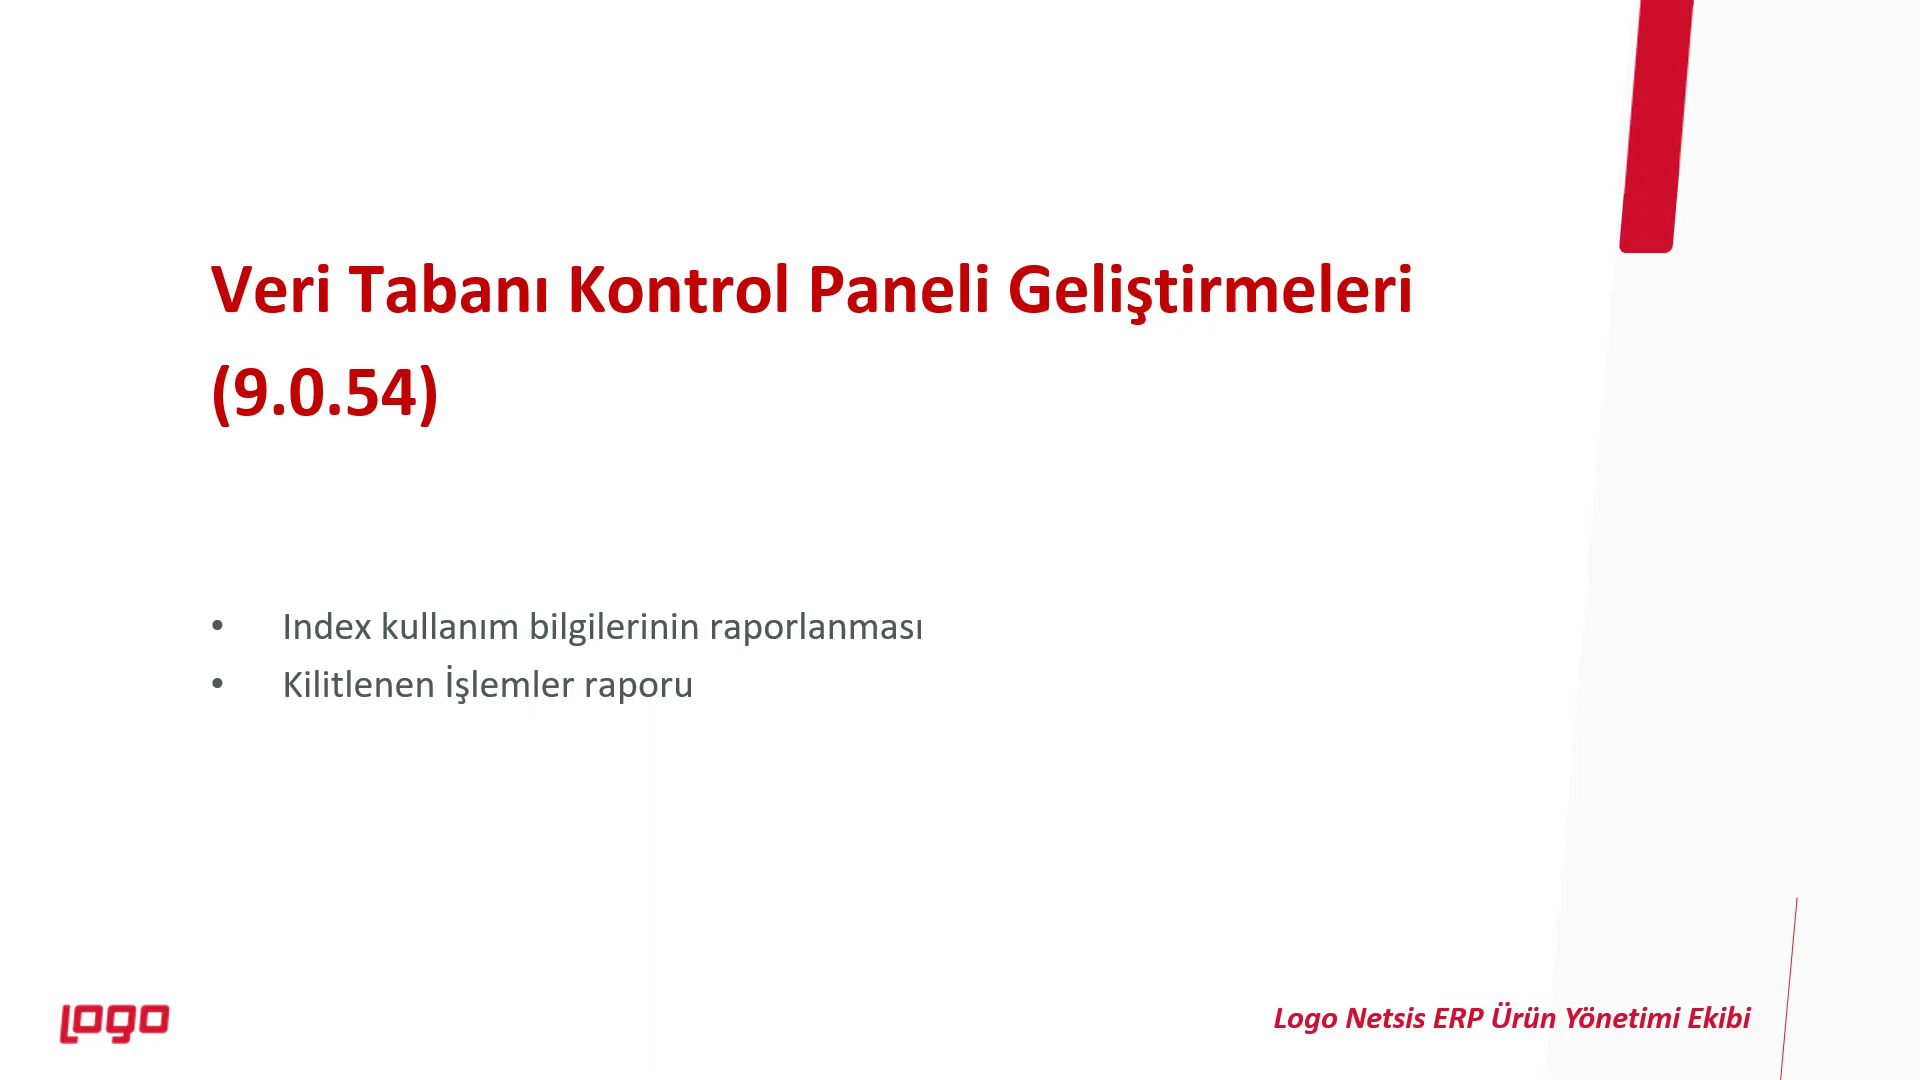 Veri Tabanı Kontrol Paneli Geliştirmeleri
(9.0.54)
• Index kullanım bilgilerinin raporlanması
• Kilitlenen İşlemler raporu
LOGO
Logo Netsis ERP Ürün Yönetimi Ekibi